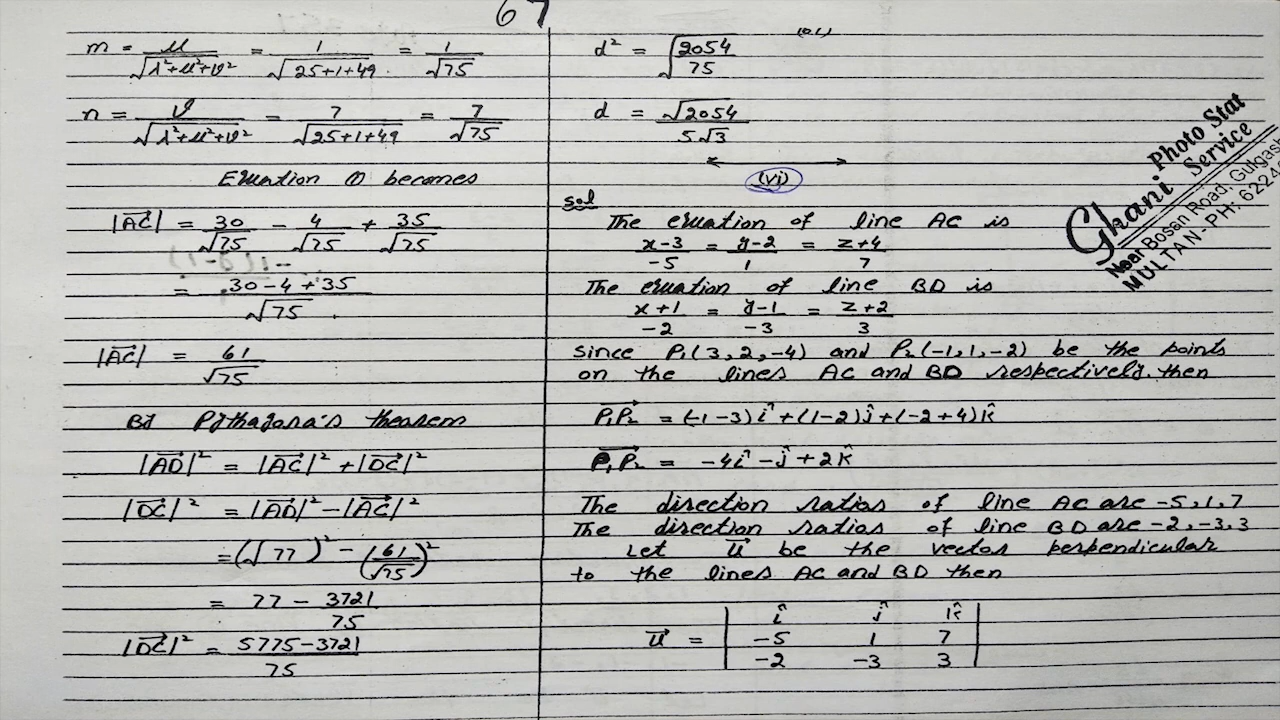 67
m = μ/√λ²+μ²+ν² = 1/√25+1+49 = 1/√75
n = ν/√λ²+μ²+ν² = 7/√25+1+49 = 7/√75
Equation ① becomes
|AC| = 30/√75 - 4/√75 + 35/√75
= 30-4+35/√75
|AC| = 61/√75
By Pythagora's theorem
|AD|² = |AC|² + |DC|²
|DC|² = |AD|² - |AC|²
= (√77)² - (61/√75)²
= 77 - 3721/75
|DC|² = 5775-3721/75
d² = √2054/75
d = √2054/5√3
(vi)
Sol
The equation of line AC is
x-3/-5 = y-2/1 = z+4/7
The equation of line BD is
x+1/-2 = y-1/-3 = z+2/3
since P₁(3,2,-4) and P₂(-1,1,-2) be the points
on the lines AC and BD respectively. then
P₁P₂ = (-1-3)î+(1-2)ĵ+(-2+4)k̂
P₁P₂ = -4î-ĵ+2k̂
The direction ratios of line AC are -5,1,7
The direction ratios of line BD are -2,-3,3
Let u be the vector perpendicular
to the lines AC and BD then
u = | î ĵ k̂
-5 1 7
-2 -3 3 |
Ghani Photo Stat
Service
Near Bosan Road, Gulgash
MULTAN-PH: 6224